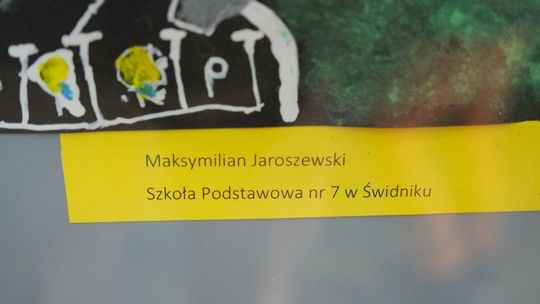 P
Maksymilian Jaroszewski
Szkoła Podstawowa nr 7 w Świdniku